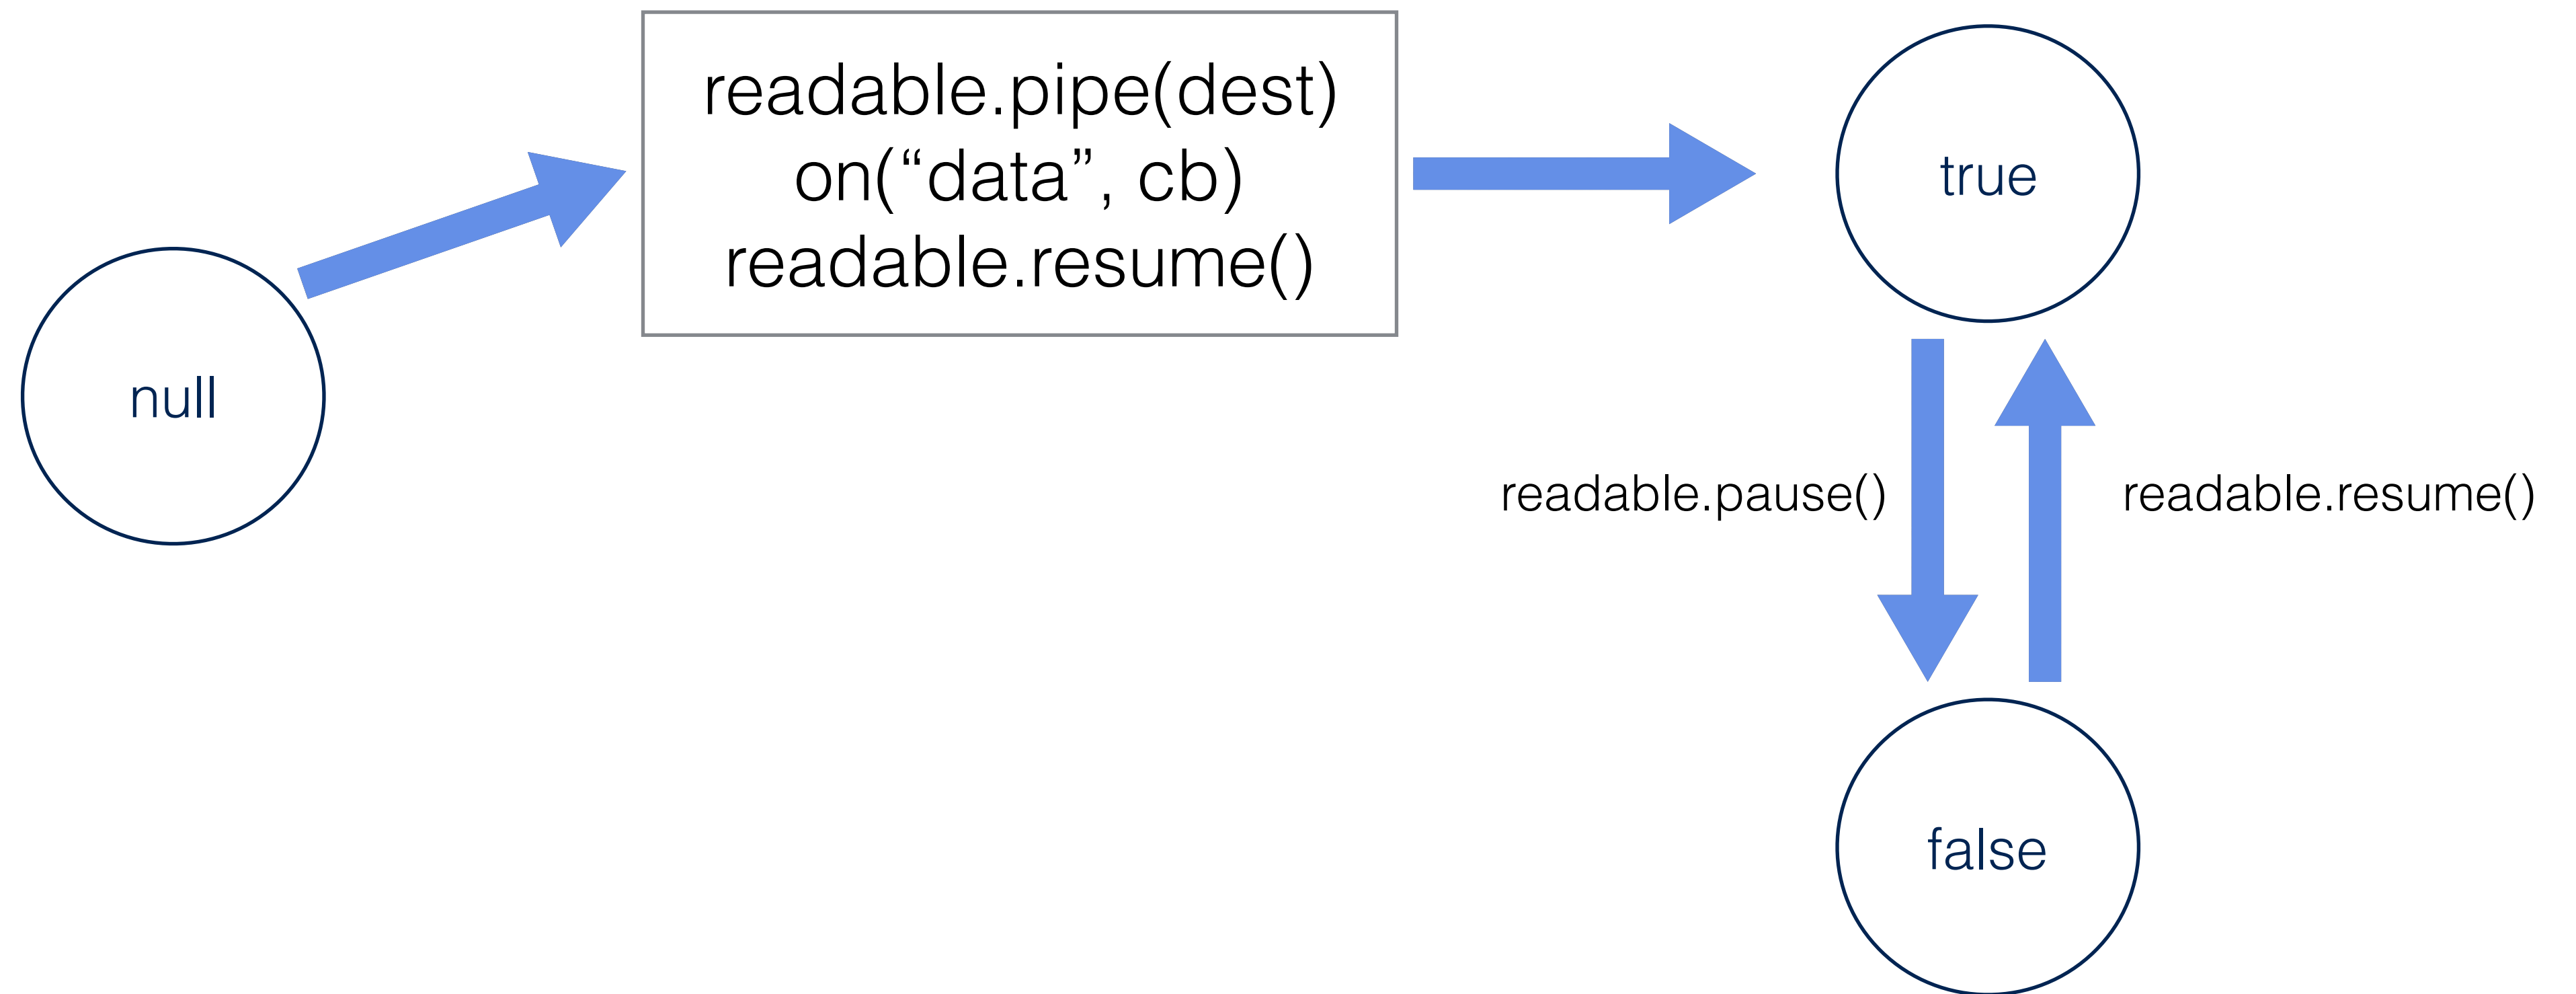 null
readable.pipe(dest)
on(“data”, cb)
readable.resume()
true
readable.pause()
readable.resume()
false